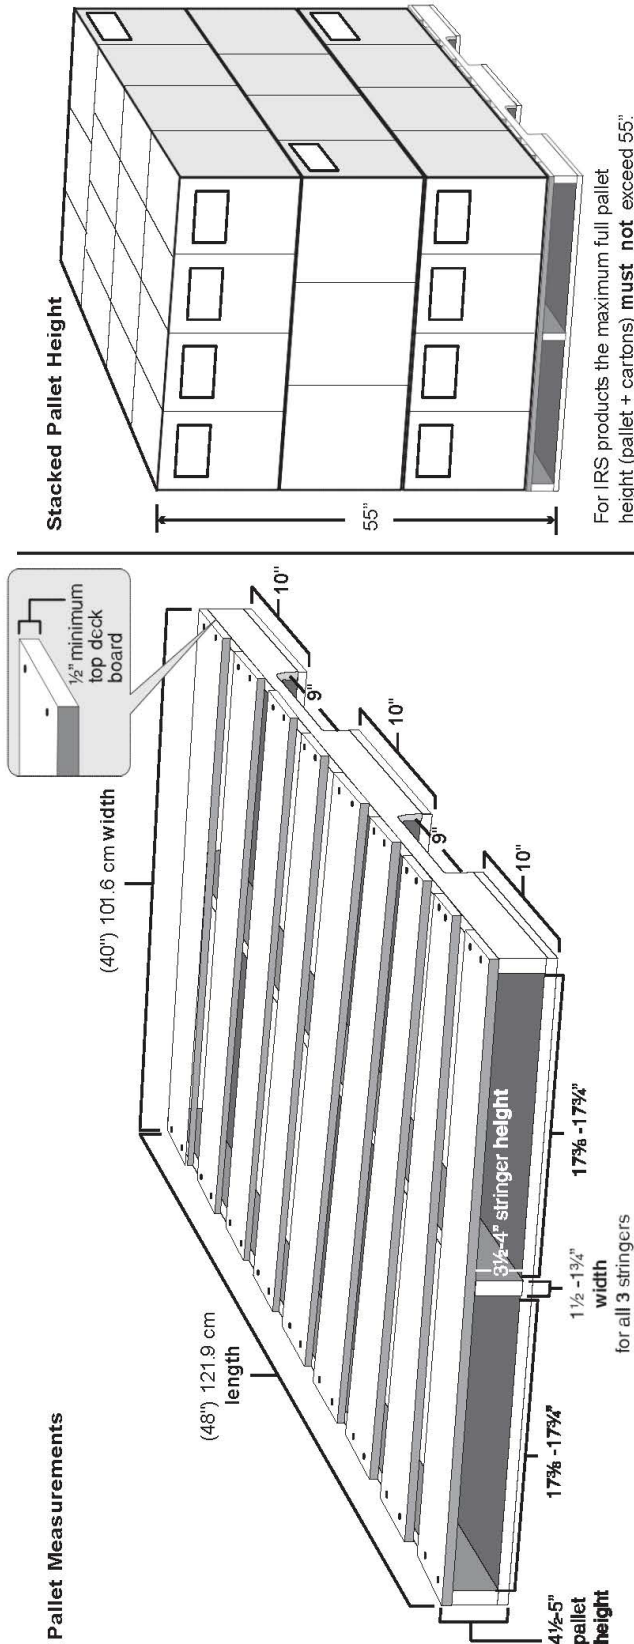 Pallet Measurements
(48") 121.9 cm
length
(40") 101.6 cm width
½" minimum
top deck
board
10"
9"
10"
9"
10"
3½-4" stringer height
4½-5"
pallet
height
17⅜ -17¾"
1½ -1¾"
width
for all 3 stringers
17⅜ -17¾"
Stacked Pallet Height
55"
For IRS products the maximum full pallet
height (pallet + cartons) must not exceed 55".